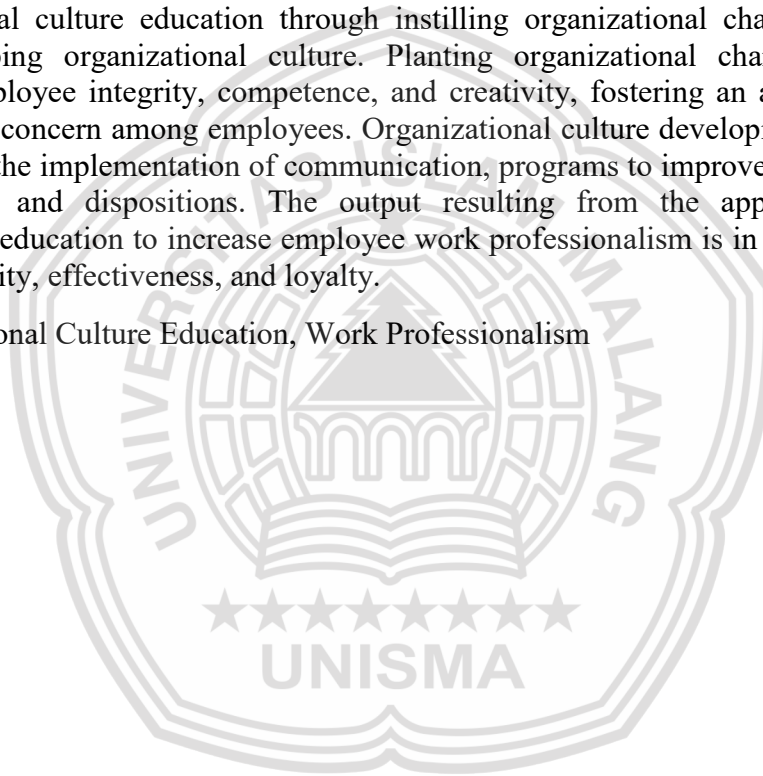 al culture education through instilling organizational cha
ping organizational culture. Planting organizational char
ployee integrity, competence, and creativity, fostering an a
concern among employees. Organizational culture develop
the implementation of communication, programs to improve
and dispositions. The output resulting from the app
education to increase employee work professionalism is in
ity, effectiveness, and loyalty.
onal Culture Education, Work Professionalism
UNIVERSITAS ISLAM MALANG
UNISMA